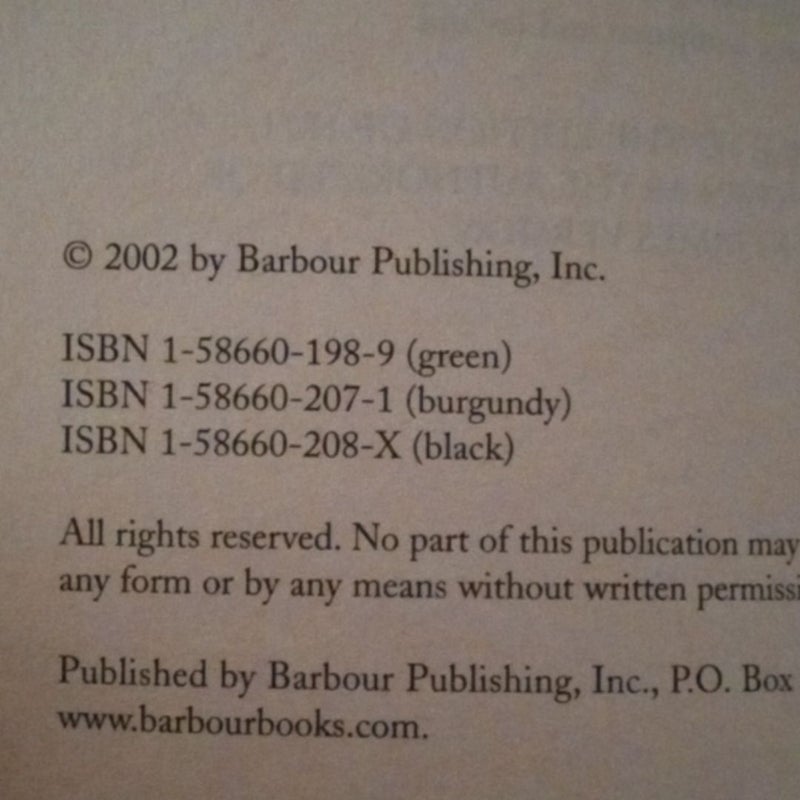 © 2002 by Barbour Publishing, Inc.
ISBN 1-58660-198-9 (green)
ISBN 1-58660-207-1 (burgundy)
ISBN 1-58660-208-X (black)
All rights reserved. No part of this publication may
any form or by any means without written permissi
Published by Barbour Publishing, Inc., P.O. Box
www.barbourbooks.com.